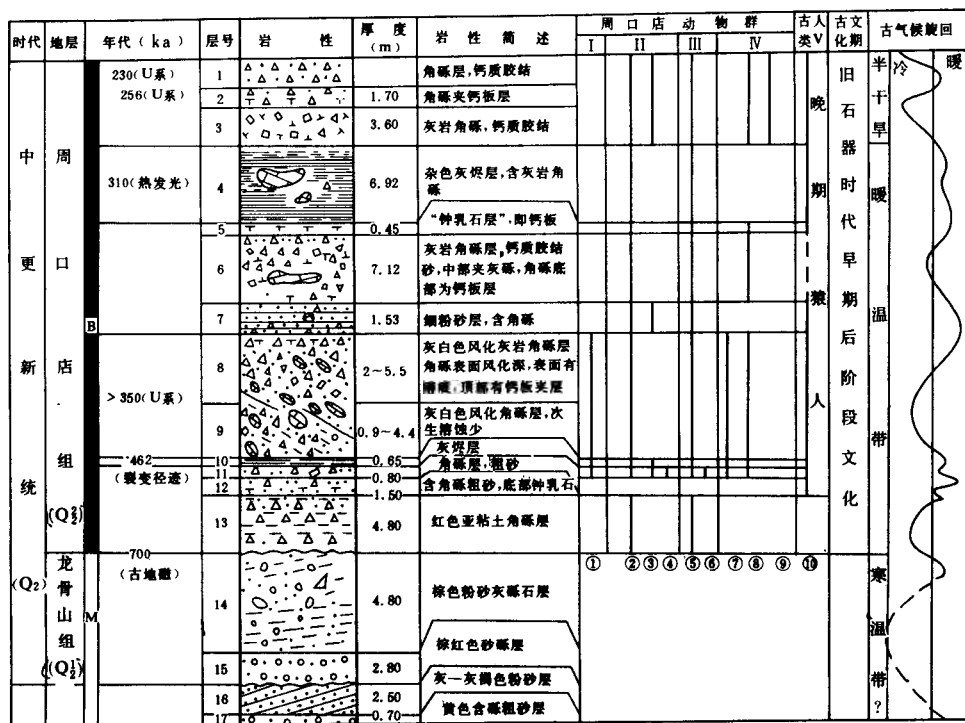 时代 地层 年代（ka） 层号 岩 性 厚 度（m） 岩 性 简 述 周 口 店 动 物 群 古人类V 古文化期 古气候旋回
I II III IV
冷 暖
中 更 新 统 (Q₂)
周 口 店 · 组 (Q₂²)
龙 骨 山 组 (Q₂¹)
B
M
230(U系) 1 角砾层,钙质胶结
256(U系) 2 1.70 角砾夹钙板层
3 3.60 灰岩角砾,钙质胶结
310(热发光) 4 6.92 杂色灰烬层,含灰岩角
砾
5 0.45 “钟乳石层”,即钙板
6 7.12 灰岩角砾层,钙质胶结
砂,中部夹灰砾,角砾底
部为钙板层
7 1.53 细粉砂层,含角砾
8 2~5.5 灰白色风化灰岩角砾层
角砾表面风化深,表面有
顶部有钙板夹层
>350(U系) 9 0.9~4.4 灰白色风化角砾层,次
生溶蚀少
灰烬层
462 10 0.65 角砾层,粗砂
(裂变径迹) 11 0.80
12 1.50 含角砾粗砂,底部钟乳石
13 4.80 红色亚粘土角砾层
700
(古地磁)
① ② ③ ④ ⑤ ⑥ ⑦ ⑧ ⑨ ⑩
14 4.80 棕色粉砂灰砾石层
棕红色砂砾层
15 2.80 灰一灰褐色粉砂层
16 2.50 黄色含砾粗砂层
17 0.70
晚 期 猿 人
旧石器时代早期后阶段文化
半干旱
暖 温 带
寒 温 带 ?